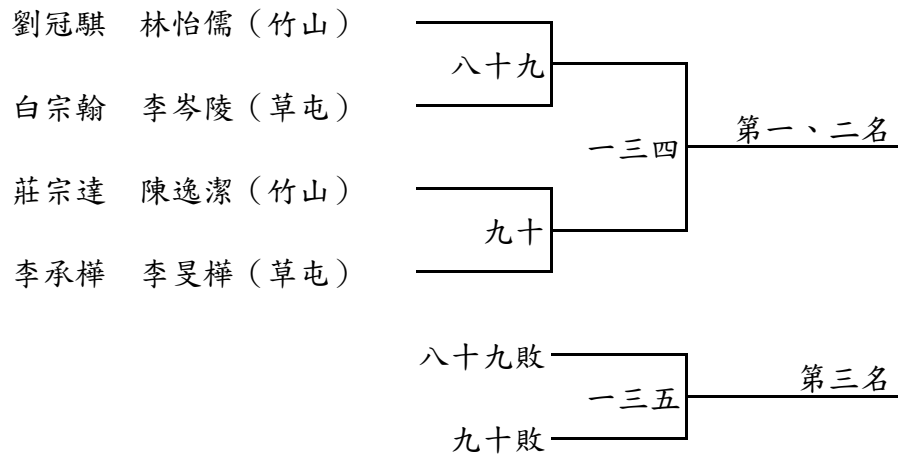 劉冠騏　林怡儒（竹山）
八十九
白宗翰　李岑陵（草屯）
一三四
第一、二名
莊宗達　陳逸潔（竹山）
九十
李承樺　李旻樺（草屯）
八十九敗
一三五
第三名
九十敗